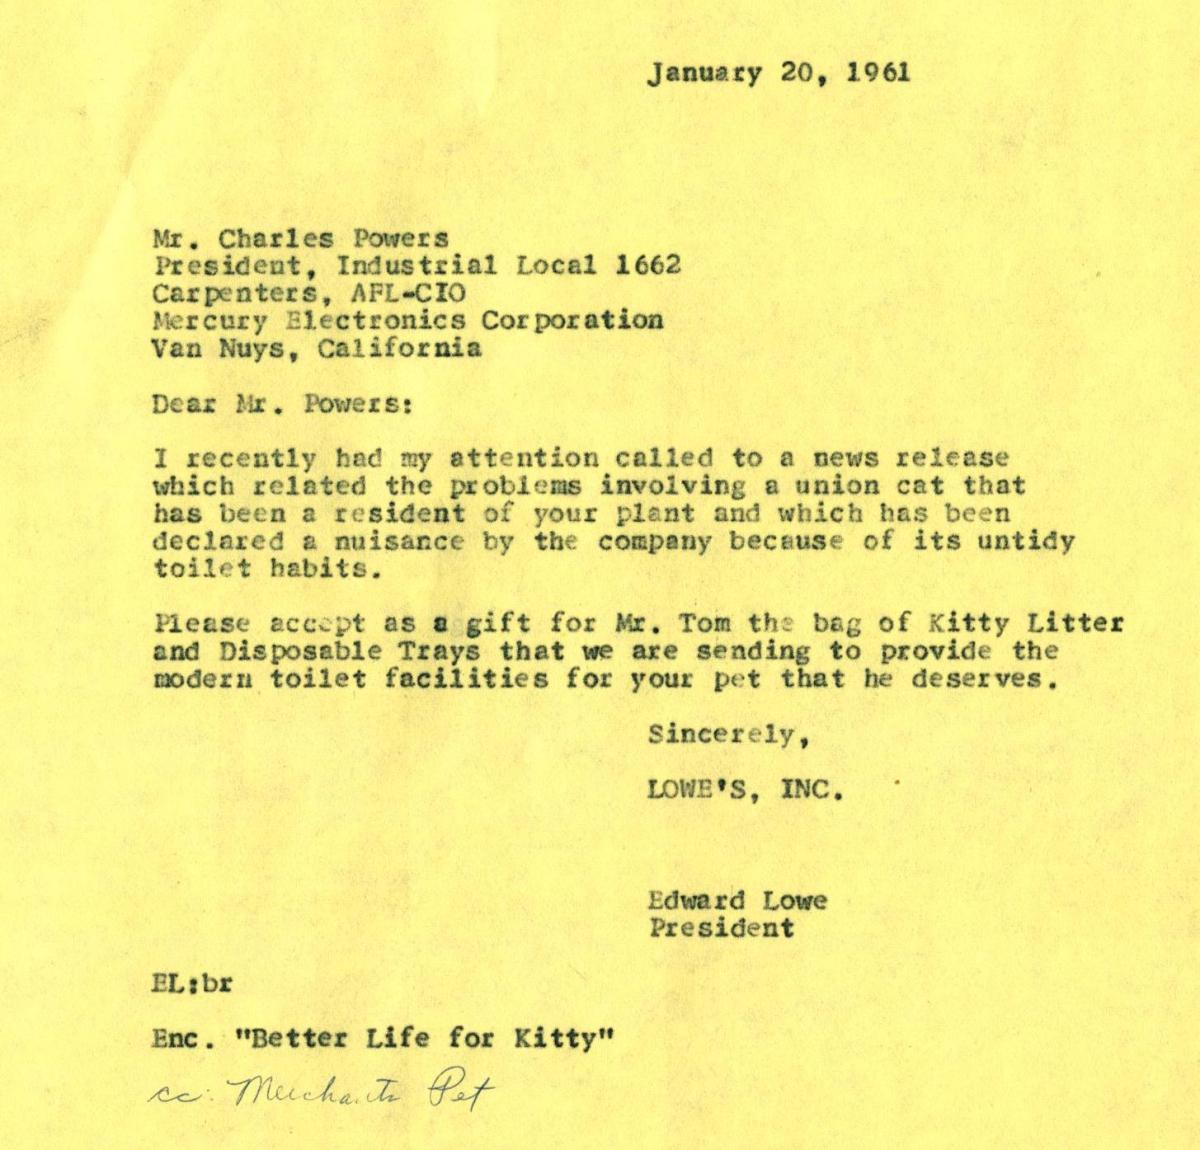 January 20, 1961
Mr. Charles Powers
President, Industrial Local 1662
Carpenters, AFL-CIO
Mercury Electronics Corporation
Van Nuys, California
Dear Mr. Powers:
I recently had my attention called to a news release
which related the problems involving a union cat that
has been a resident of your plant and which has been
declared a nuisance by the company because of its untidy
toilet habits.
Please accept as a gift for Mr. Tom the bag of Kitty Litter
and Disposable Trays that we are sending to provide the
modern toilet facilities for your pet that he deserves.
Sincerely,
LOWE'S, INC.
Edward Lowe
President
EL:br
Enc. "Better Life for Kitty"
cc: Merchants Pet